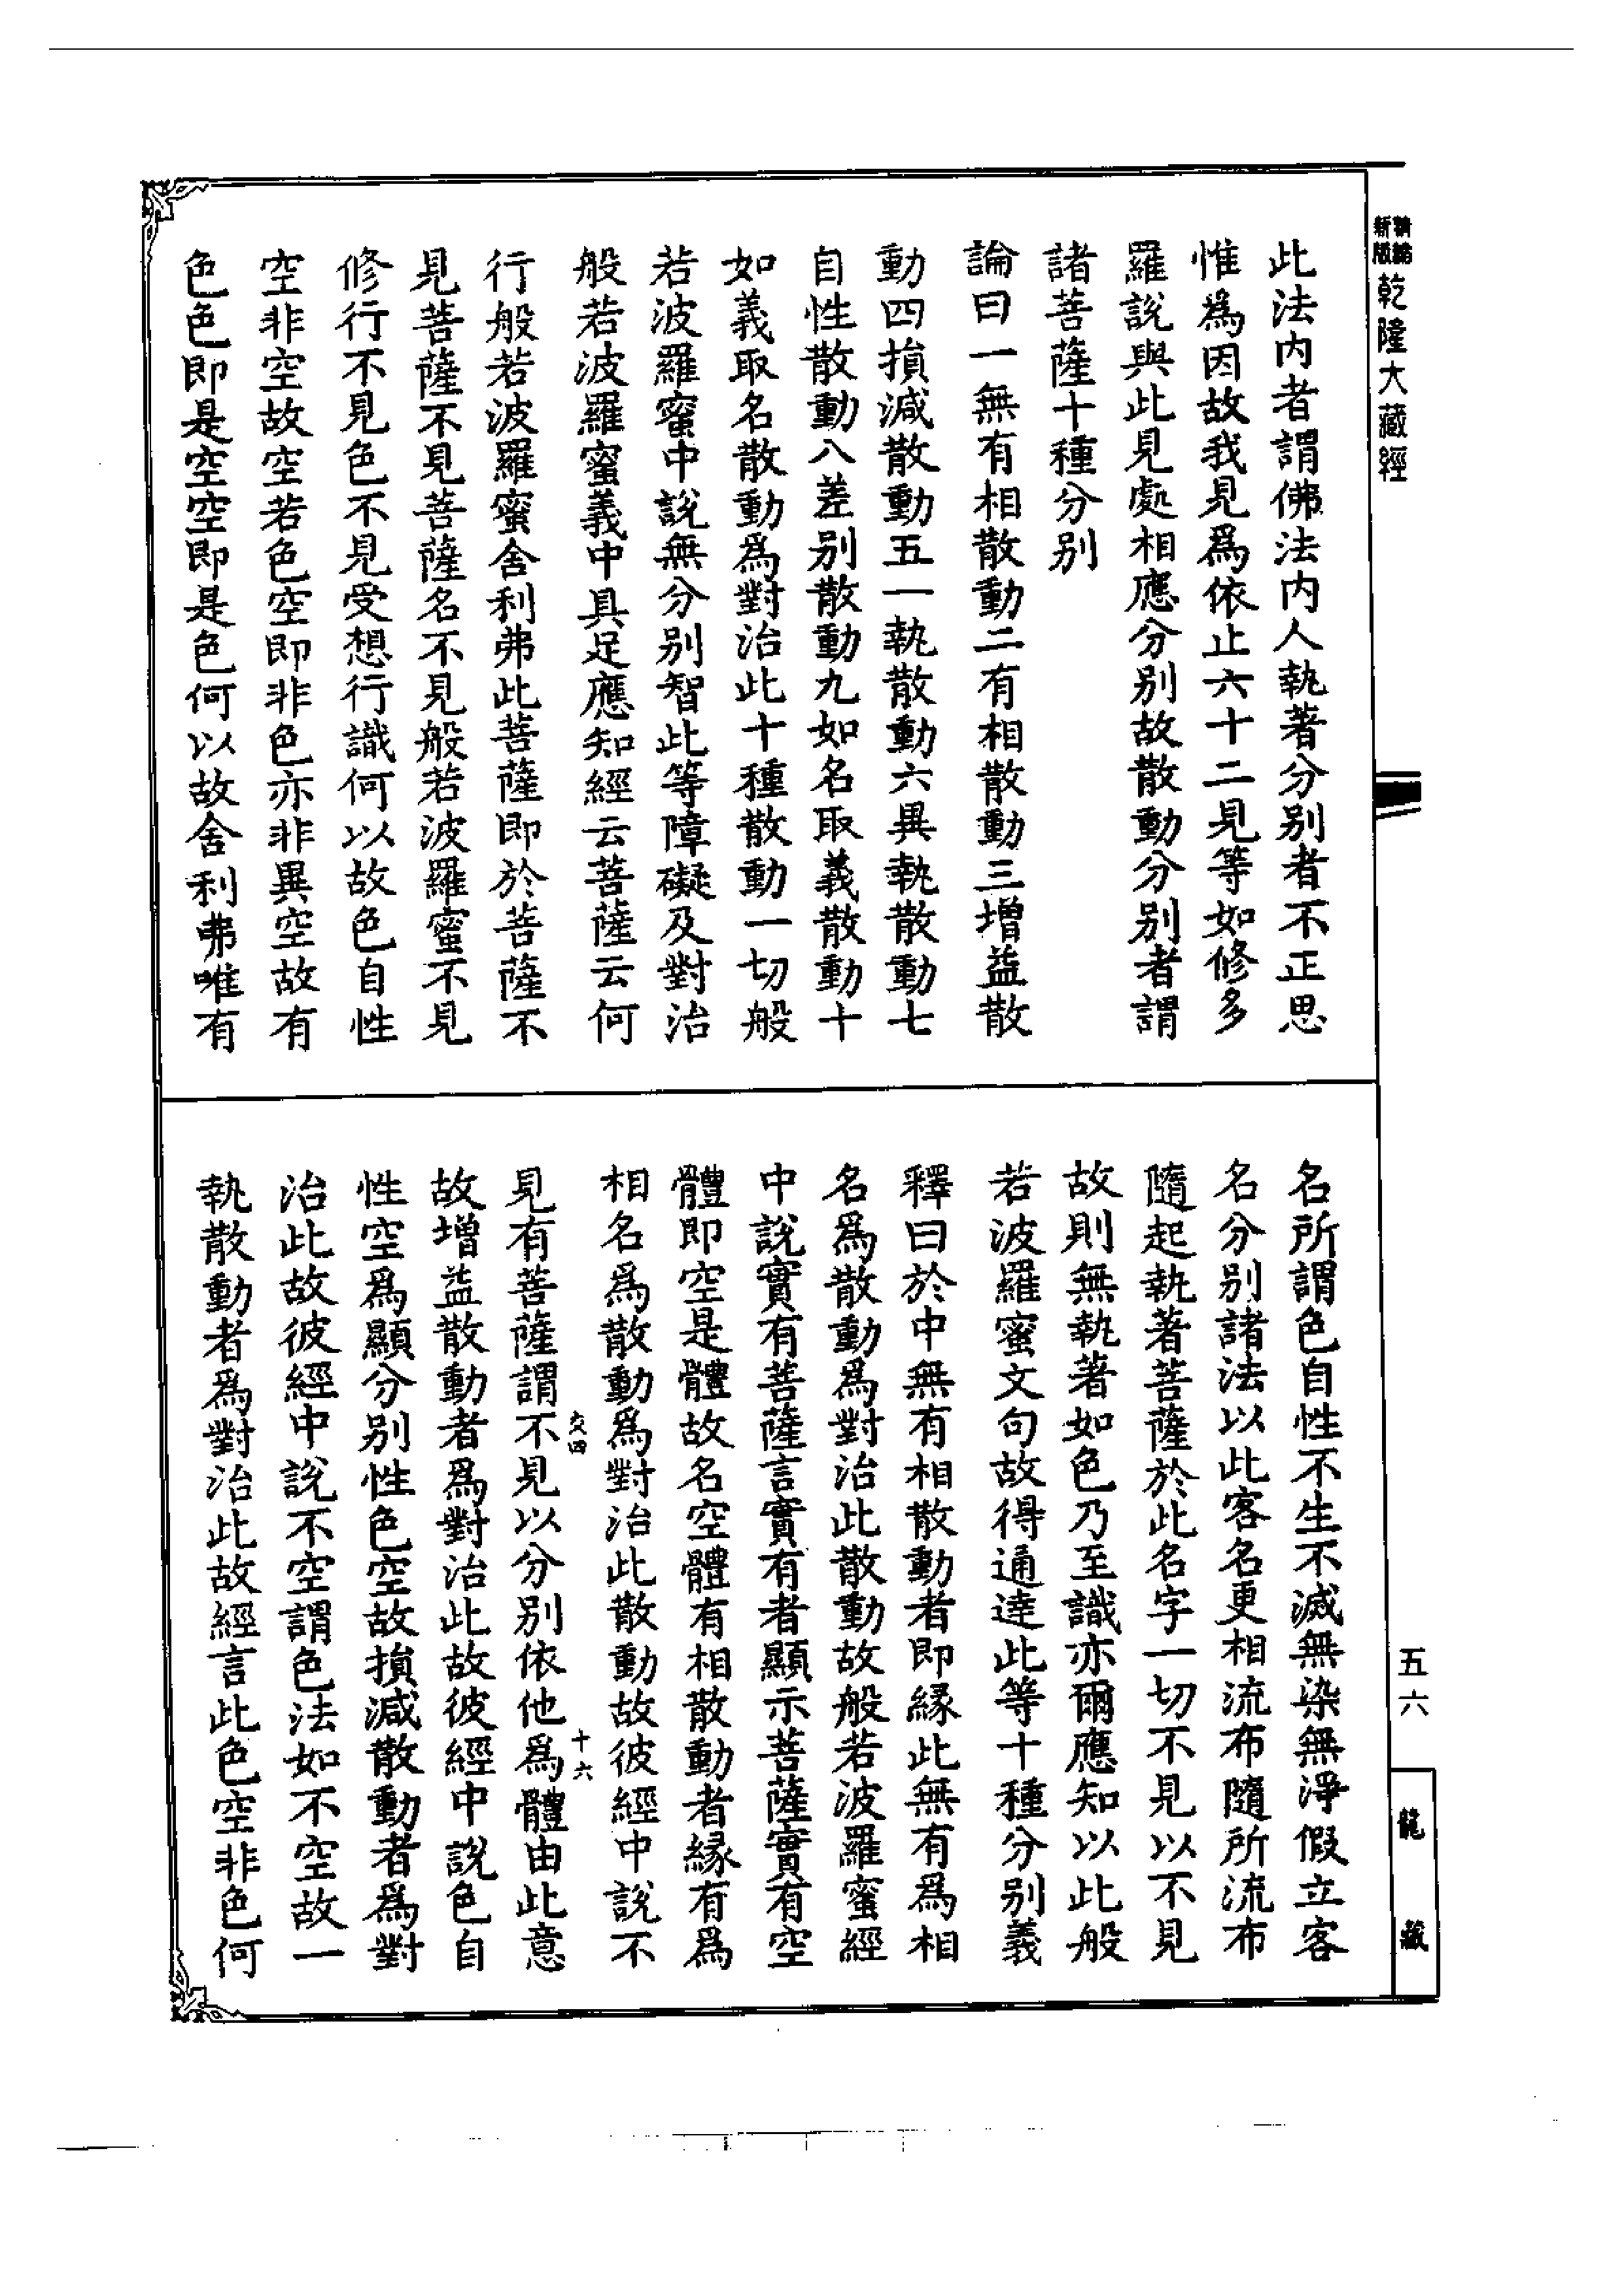 新編
新版
乾隆大藏經
此法内者謂佛法内人執著分别者不正思
惟爲因故我見爲依止六十二見等如修多
羅說與此見處相應分别故散動分别者謂
諸菩薩十種分别
論曰一無有相散動二有相散動三增益散
動四損減散動五一執散動六異執散動七
自性散動八差别散動九如名取義散動十
如義取名散動爲對治此十種散動一切般
若波羅蜜中說無分别智此等障礙及對治
般若波羅蜜義中具足應知經云菩薩云何
行般若波羅蜜舍利弗此菩薩即於菩薩不
見菩薩不見菩薩名不見般若波羅蜜不見
修行不見色不見受想行識何以故色自性
空非空故空若色空即非色亦非異空故有
色色即是空空即是色何以故舍利弗唯有
名所謂色自性不生不滅無染無淨假立客
名分别諸法以此客名更相流布隨所流布
隨起執著菩薩於此名字一切不見以不見
故則無執著如色乃至識亦爾應知以此般
若波羅蜜文句故得通達此等十種分别義
釋曰於中無有相散動者即緣此無有爲相
名爲散動爲對治此散動故般若波羅蜜經
中說實有菩薩言實有者顯示菩薩實有空
體即空是體故名空體有相散動者緣有爲
相名爲散動爲對治此散動故彼經中說不
見有菩薩謂不見以分别依他爲體由此意
故增益散動者爲對治此故彼經中說色自
性空爲顯分别性色空故損減散動者爲對
治此故彼經中說不空謂色法如不空故一
執散動者爲對治此故經言此色空非色何
十六
五六
龍藏